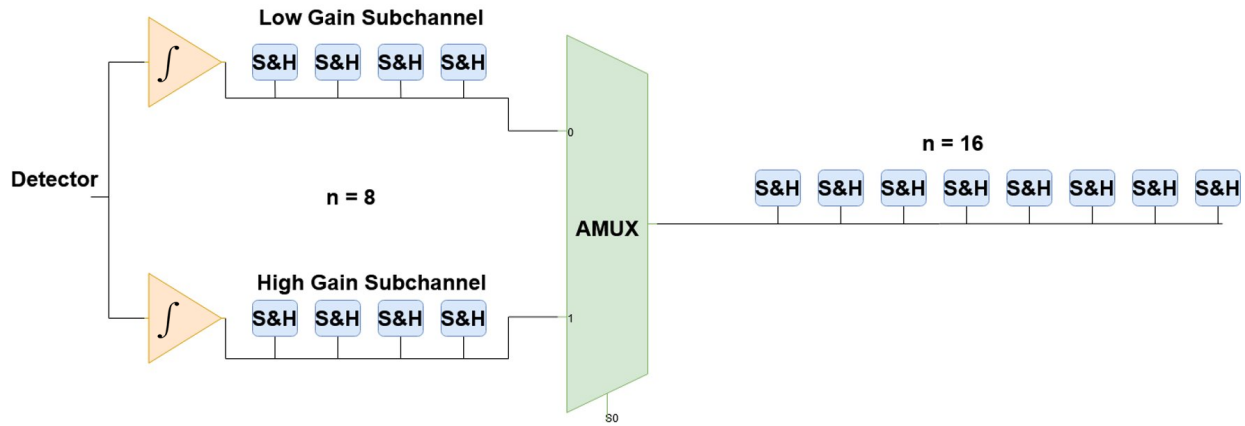 Low Gain Subchannel
∫ S&H S&H S&H S&H
0
n = 16
Detector
S&H S&H S&H S&H S&H S&H S&H S&H
n = 8
AMUX
High Gain Subchannel
∫ S&H S&H S&H S&H
1
S0